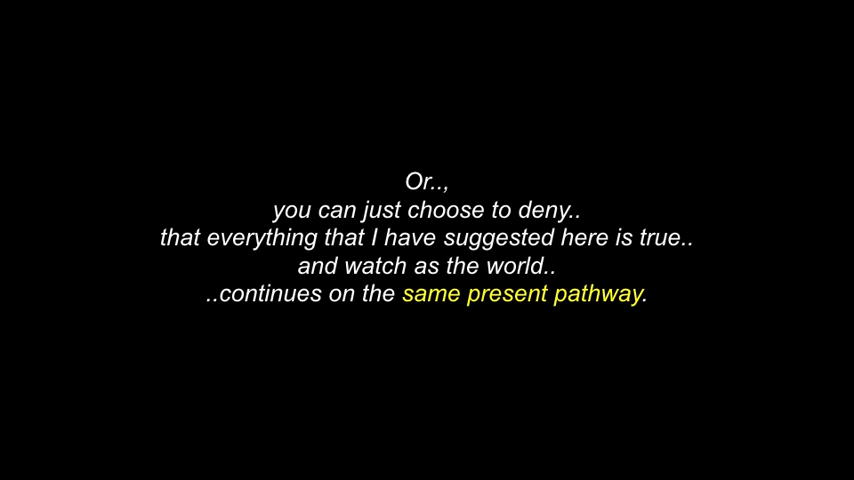 Or..,
you can just choose to deny..
that everything that I have suggested here is true..
and watch as the world..
..continues on the same present pathway.